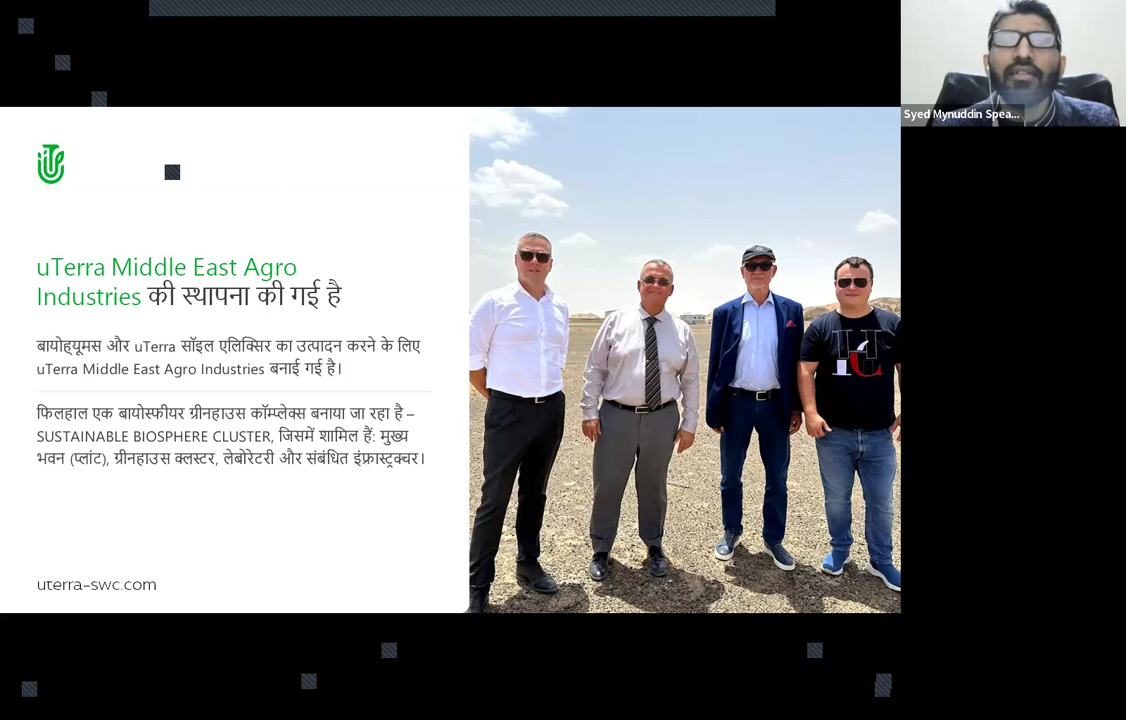 Syed Mynuddin Spea...
uTerra Middle East Agro
Industries की स्थापना की गई है
बायोह्यूमस और uTerra सॉइल एलिक्सिर का उत्पादन करने के लिए
uTerra Middle East Agro Industries बनाई गई है।
फिलहाल एक बायोस्फीयर ग्रीनहाउस कॉम्प्लेक्स बनाया जा रहा है –
SUSTAINABLE BIOSPHERE CLUSTER, जिसमें शामिल हैं: मुख्य
भवन (प्लांट), ग्रीनहाउस क्लस्टर, लेबोरेटरी और संबंधित इंफ्रास्ट्रक्चर।
uterra-swc.com